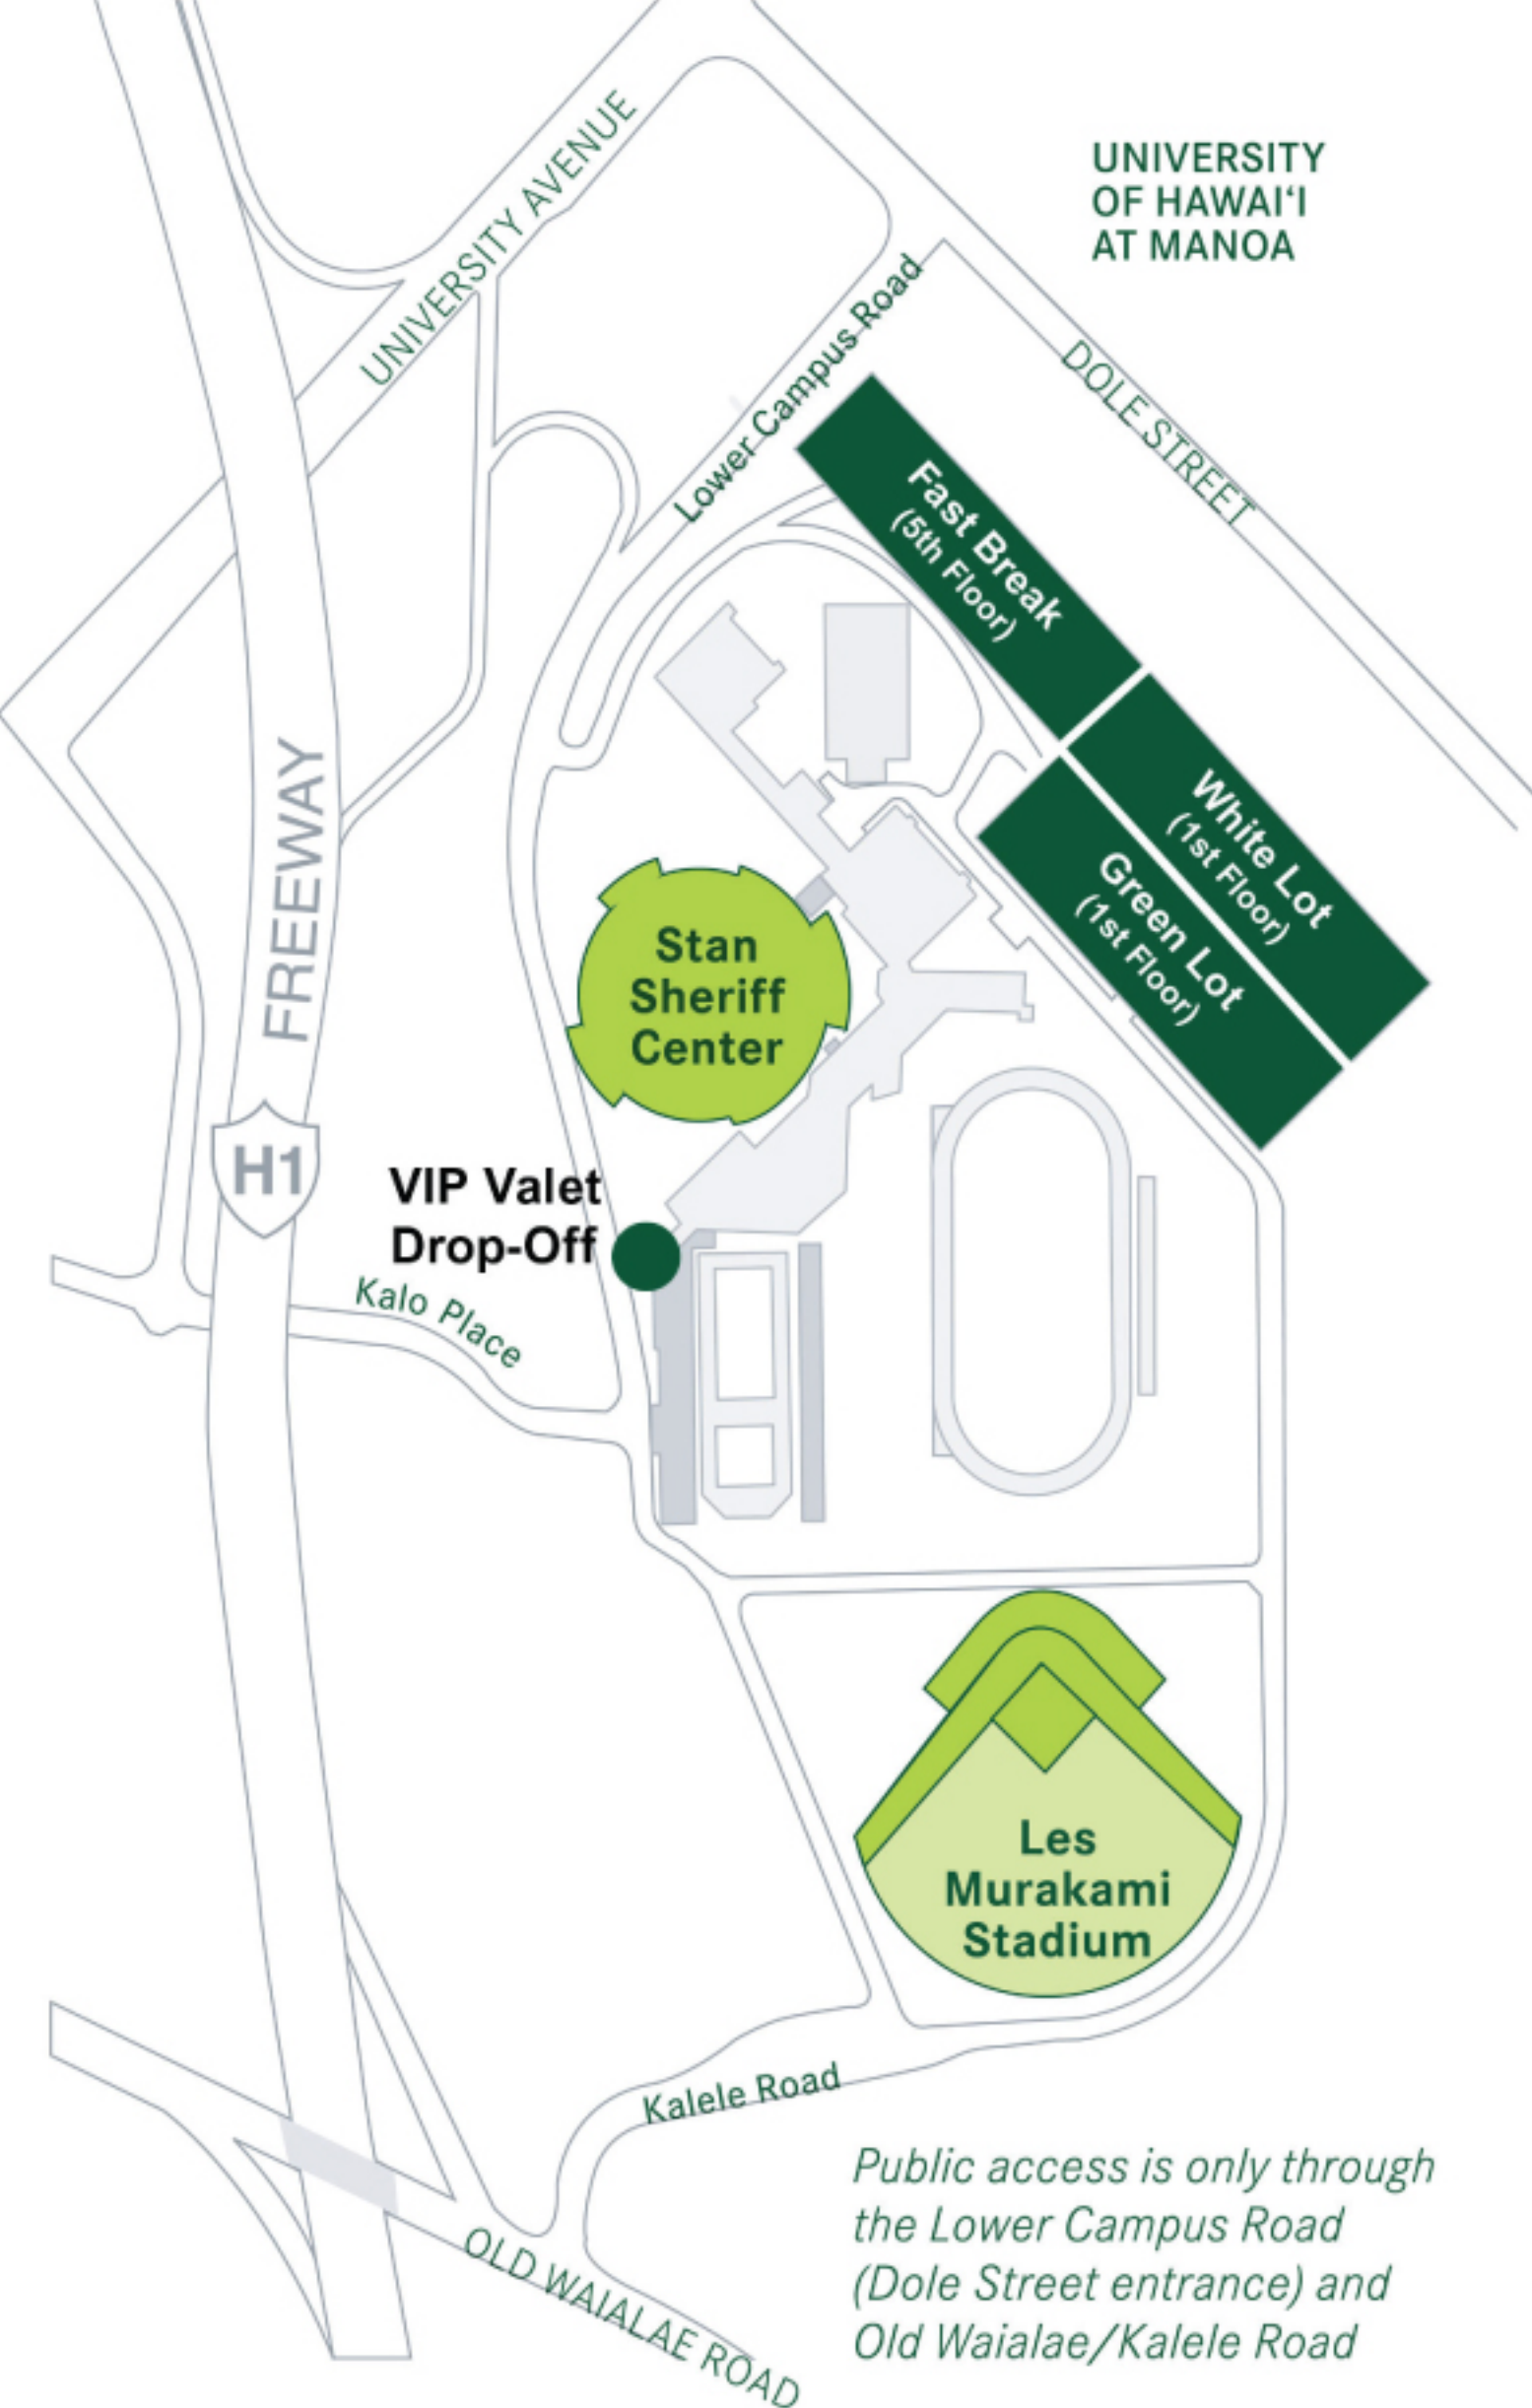 UNIVERSITY AVENUE
UNIVERSITY
OF HAWAI‘I
AT MANOA
Lower Campus Road
DOLE STREET
Fast Break
(5th Floor)
White Lot
(1st Floor)
Green Lot
(1st Floor)
FREEWAY
H1
Stan
Sheriff
Center
VIP Valet
Drop-Off
Kalo Place
Les
Murakami
Stadium
Kalele Road
OLD WAIALAE ROAD
Public access is only through
the Lower Campus Road
(Dole Street entrance) and
Old Waialae/Kalele Road